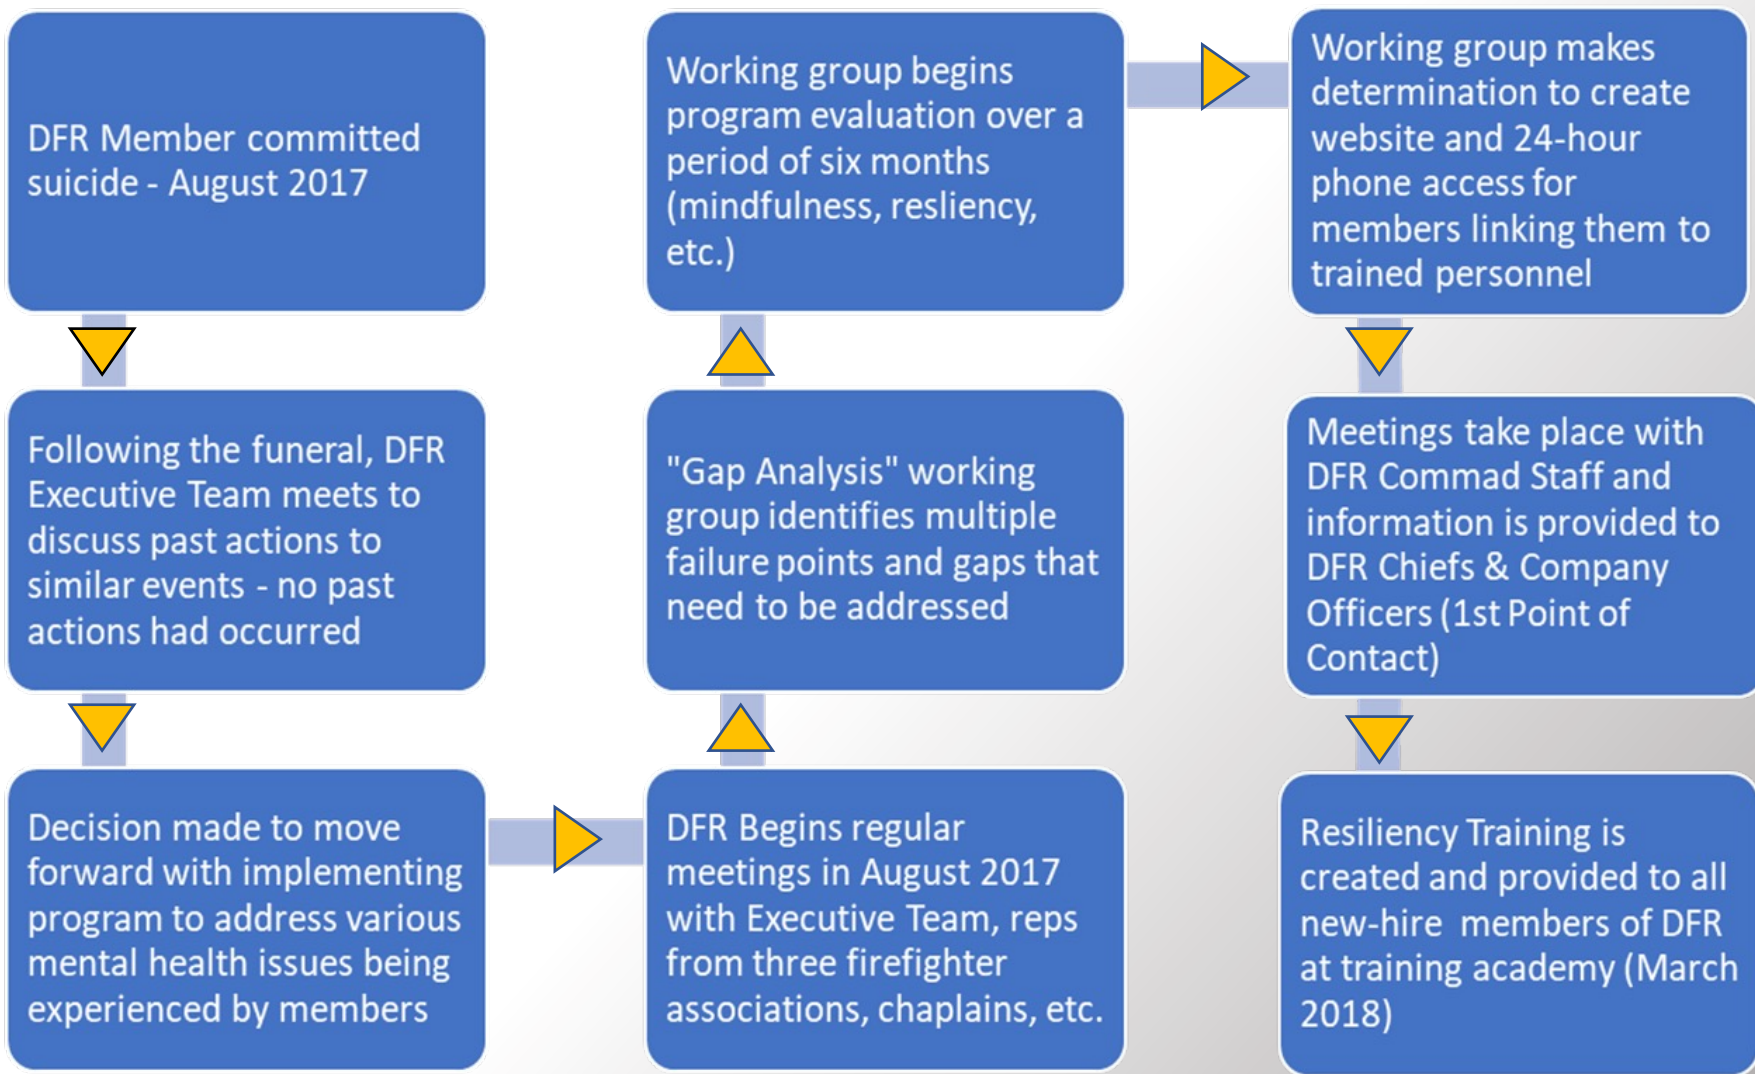 DFR Member committed
suicide - August 2017
Following the funeral, DFR
Executive Team meets to
discuss past actions to
similar events - no past
actions had occurred
Decision made to move
forward with implementing
program to address various
mental health issues being
experienced by members
DFR Begins regular
meetings in August 2017
with Executive Team, reps
from three firefighter
associations, chaplains, etc.
"Gap Analysis" working
group identifies multiple
failure points and gaps that
need to be addressed
Working group begins
program evaluation over a
period of six months
(mindfulness, resliency,
etc.)
Working group makes
determination to create
website and 24-hour
phone access for
members linking them to
trained personnel
Meetings take place with
DFR Commad Staff and
information is provided to
DFR Chiefs & Company
Officers (1st Point of
Contact)
Resiliency Training is
created and provided to all
new-hire members of DFR
at training academy (March
2018)